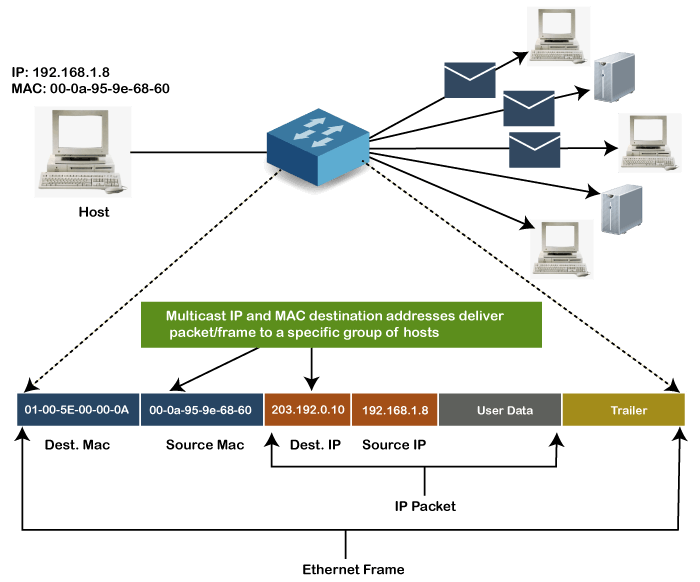 IP: 192.168.1.8
MAC: 00-0a-95-9e-68-60
Host
Multicast IP and MAC destination addresses deliver
packet/frame to a specific group of hosts
01-00-5E-00-00-0A
00-0a-95-9e-68-60
203.192.0.10
192.168.1.8
User Data
Trailer
Dest. Mac
Source Mac
Dest. IP
Source IP
IP Packet
Ethernet Frame